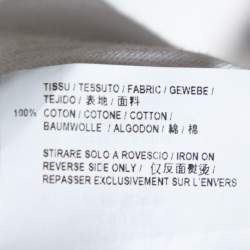 TISSU / TESSUTO / FABRIC / GEWEBE /
TEJIDO / 表地 / 面料
100% COTON / COTONE / COTTON /
BAUMWOLLE / ALGODON / 綿 / 棉
STIRARE SOLO A ROVESCIO / IRON ON
REVERSE SIDE ONLY / 仅反面熨烫 /
REPASSER EXCLUSIVEMENT SUR L'ENVERS